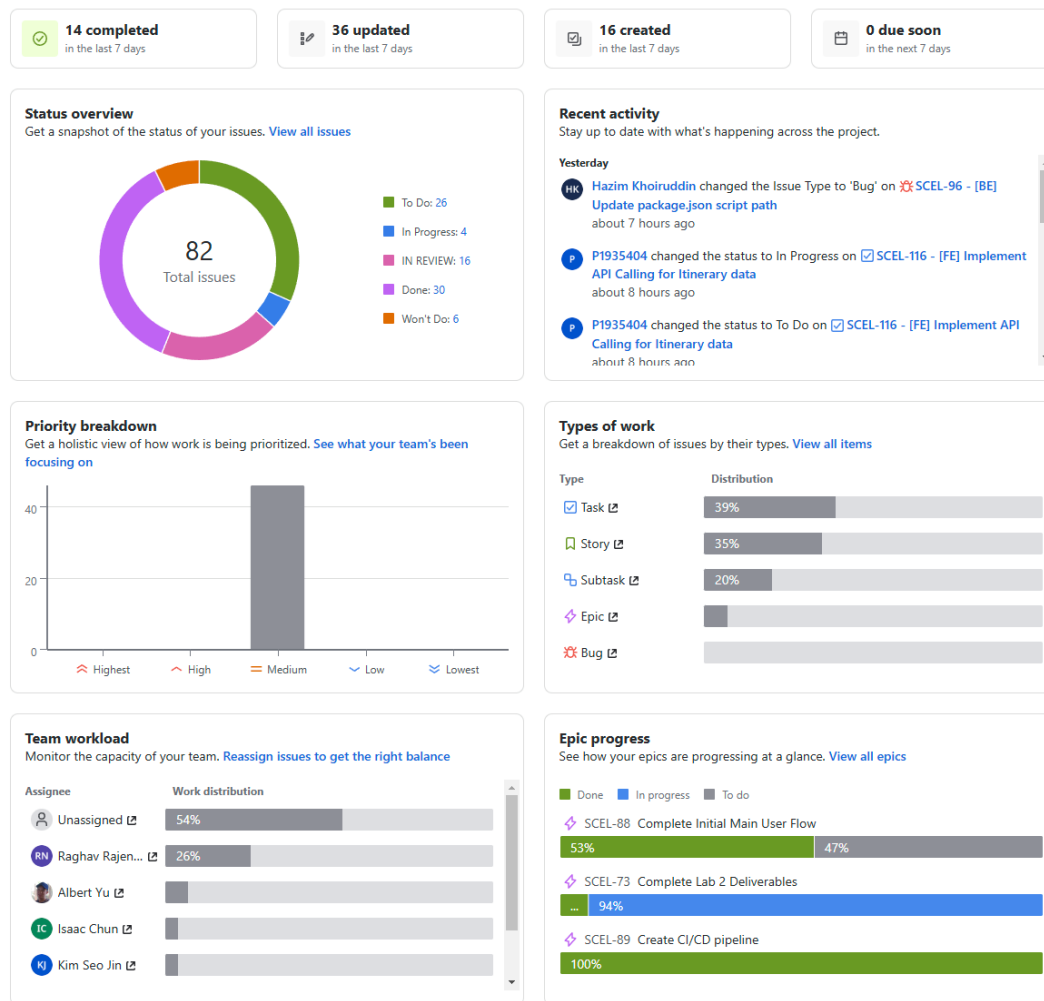 14 completed
in the last 7 days
36 updated
in the last 7 days
16 created
in the last 7 days
0 due soon
in the next 7 days
Status overview
Get a snapshot of the status of your issues. View all issues
82
Total issues
To Do: 26
In Progress: 4
IN REVIEW: 16
Done: 30
Won't Do: 6
Recent activity
Stay up to date with what's happening across the project.
Yesterday
HK
Hazim Khoiruddin changed the Issue Type to 'Bug' on SCEL-96 - [BE]
Update package.json script path
about 7 hours ago
P
P1935404 changed the status to In Progress on SCEL-116 - [FE] Implement
API Calling for Itinerary data
about 8 hours ago
P
P1935404 changed the status to To Do on SCEL-116 - [FE] Implement API
Calling for Itinerary data
about 8 hours ago
Priority breakdown
Get a holistic view of how work is being prioritized. See what your team's been
focusing on
40
20
0
Highest
High
Medium
Low
Lowest
Types of work
Get a breakdown of issues by their types. View all items
Type Distribution
Task 39%
Story 35%
Subtask 20%
Epic
Bug
Team workload
Monitor the capacity of your team. Reassign issues to get the right balance
Assignee Work distribution
Unassigned 54%
RN Raghav Rajen... 26%
Albert Yu
IC Isaac Chun
KJ Kim Seo Jin
Epic progress
See how your epics are progressing at a glance. View all epics
Done In progress To do
SCEL-88 Complete Initial Main User Flow
53% 47%
SCEL-73 Complete Lab 2 Deliverables
... 94%
SCEL-89 Create CI/CD pipeline
100%